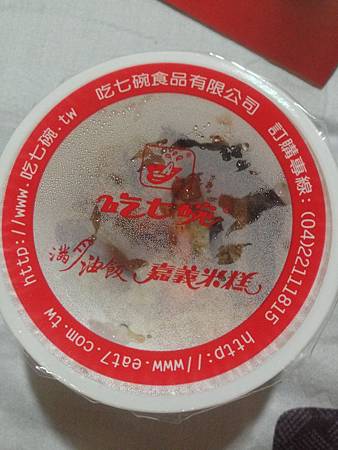 吃七碗食品有限公司
訂購專線：(04)22111815
http://www.吃七碗.tw
http://www.eat7.com.tw
吃七碗
滿月油飯
嘉義米糕